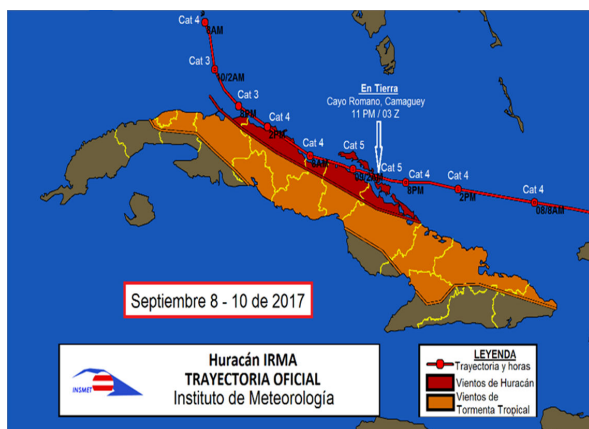 Cat 4
8AM
Cat 3
10/2AM
Cat 3
8PM
Cat 4
2PM
Cat 4
8AM
Cat 5
09/2AM
En Tierra
Cayo Romano, Camaguey
11 PM / 03 Z
Cat 5
Cat 4
8PM
Cat 4
2PM
Cat 4
08/8AM
Septiembre 8 - 10 de 2017
INSMET
Huracán IRMA
TRAYECTORIA OFICIAL
Instituto de Meteorología
LEYENDA
Trayectoria y horas
Vientos de Huracán
Vientos de
Tormenta Tropical